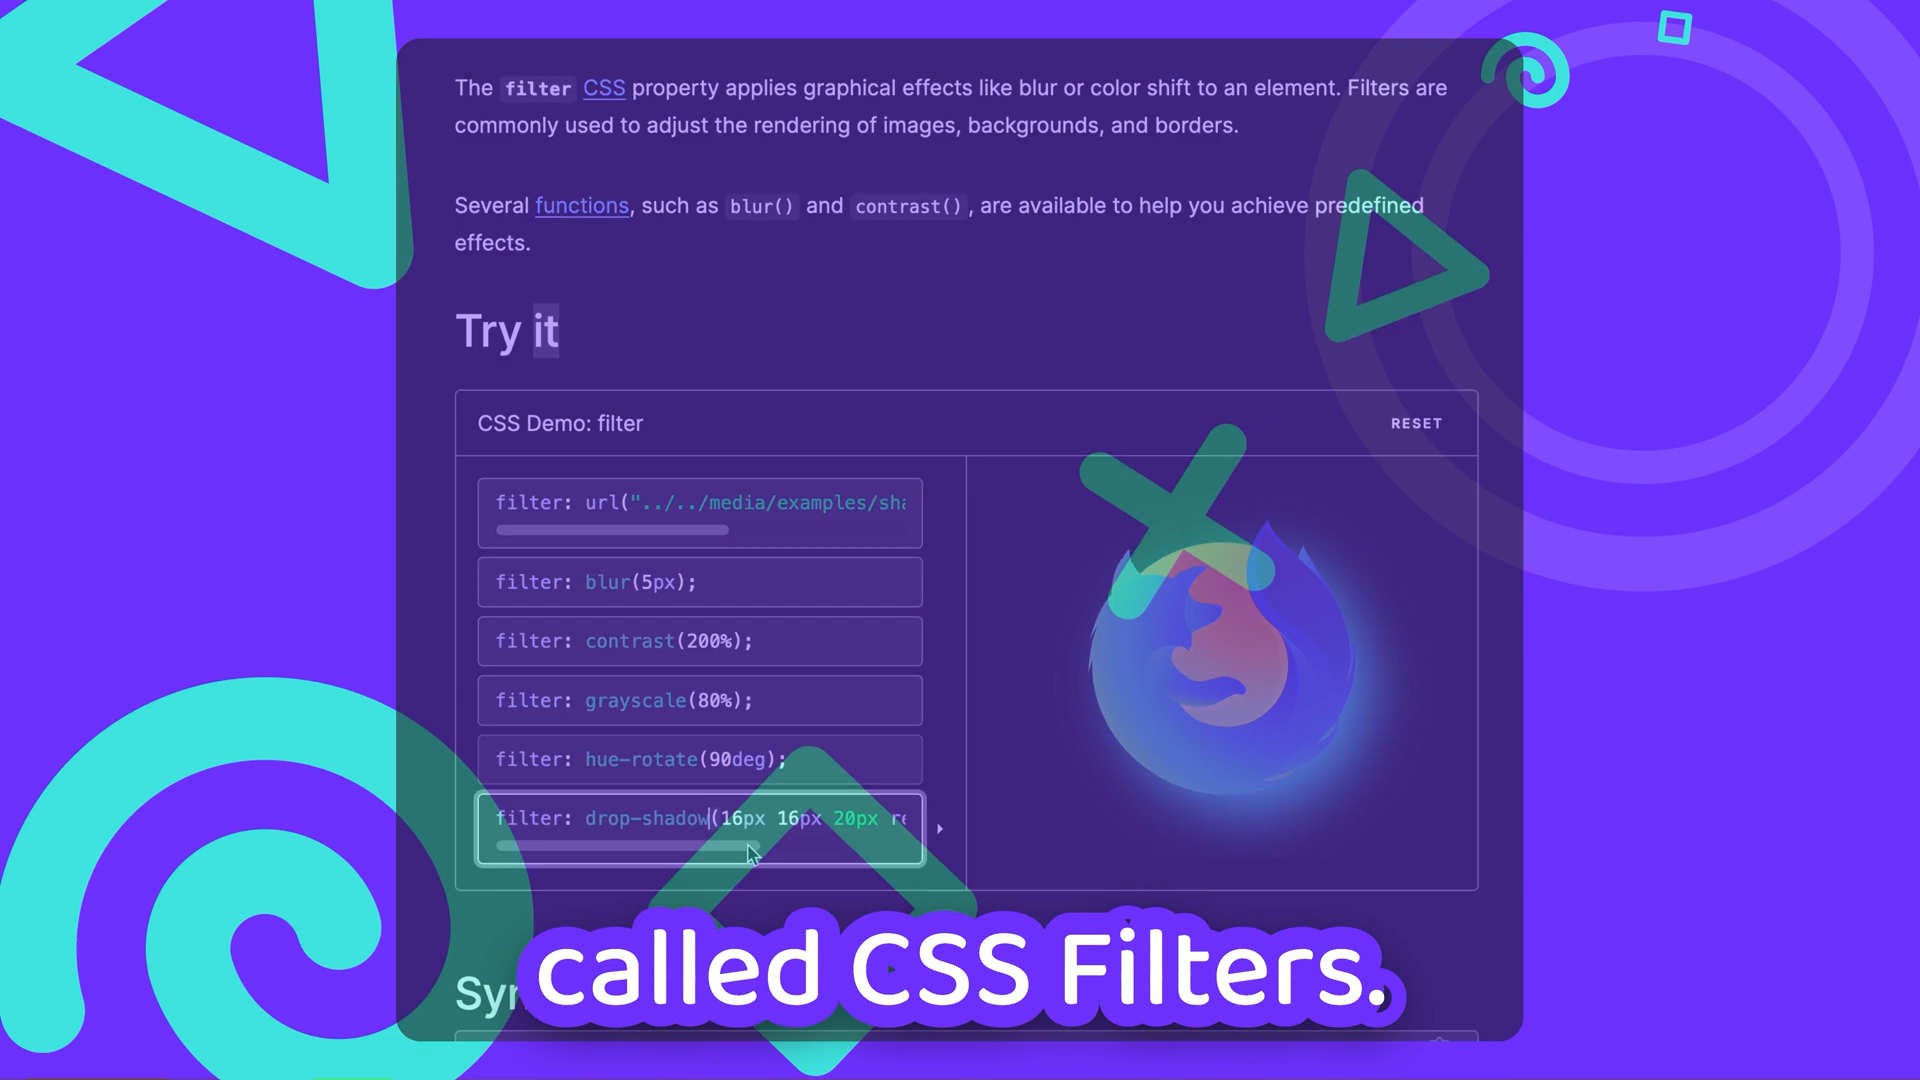 The filter CSS property applies graphical effects like blur or color shift to an element. Filters are
commonly used to adjust the rendering of images, backgrounds, and borders.
Several functions, such as blur() and contrast(), are available to help you achieve predefined
effects.
Try it
CSS Demo: filter
RESET
filter: url("../../media/examples/sha
filter: blur(5px);
filter: contrast(200%);
filter: grayscale(80%);
filter: hue-rotate(90deg);
filter: drop-shadow(16px 16px 20px re
called CSS Filters.